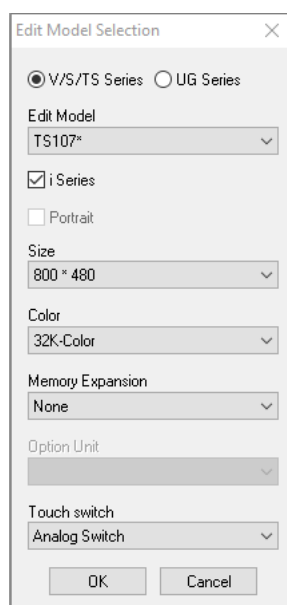 Edit Model Selection
V/S/TS Series UG Series
Edit Model
TS107*
i Series
Portrait
Size
800 * 480
Color
32K-Color
Memory Expansion
None
Option Unit
Touch switch
Analog Switch
OK Cancel